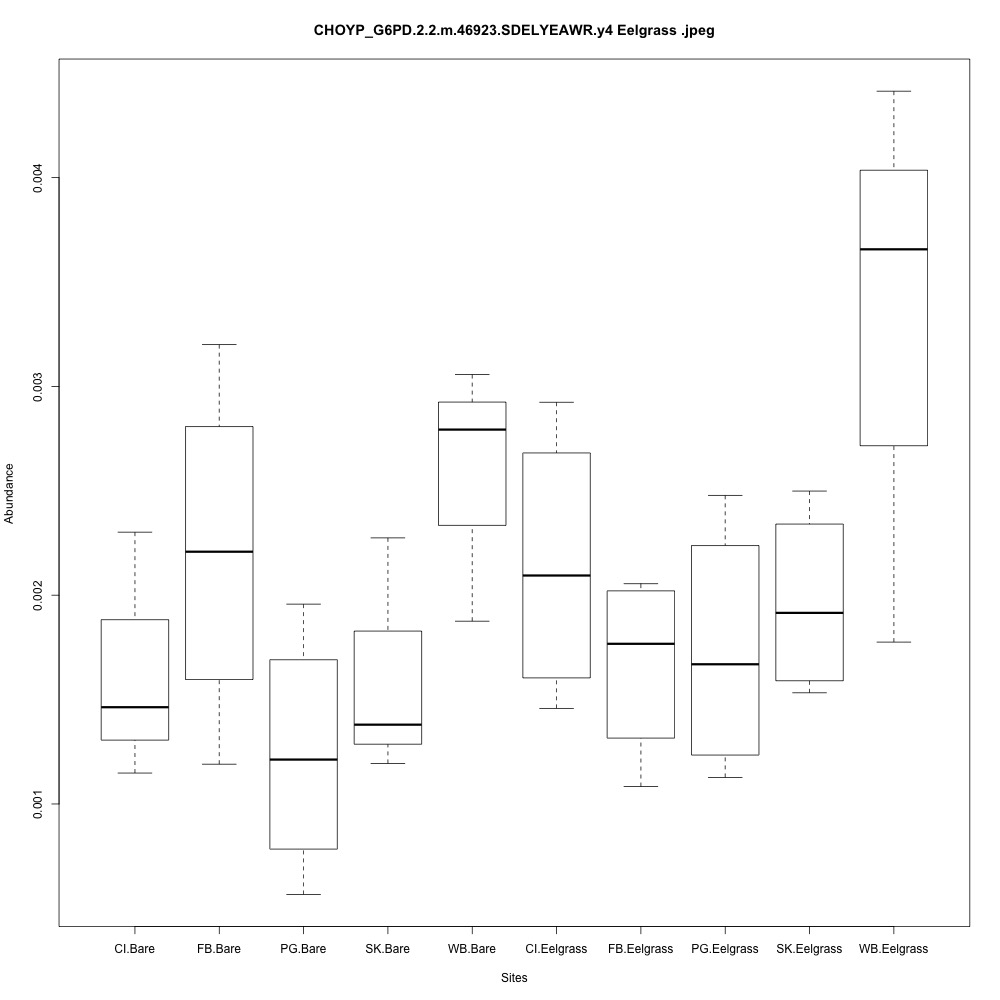 CHOYP_G6PD.2.2.m.46923.SDELYEAWR.y4 Eelgrass .jpeg
Abundance
0.004
0.003
0.002
0.001
CI.Bare FB.Bare PG.Bare SK.Bare WB.Bare CI.Eelgrass FB.Eelgrass PG.Eelgrass SK.Eelgrass WB.Eelgrass
Sites